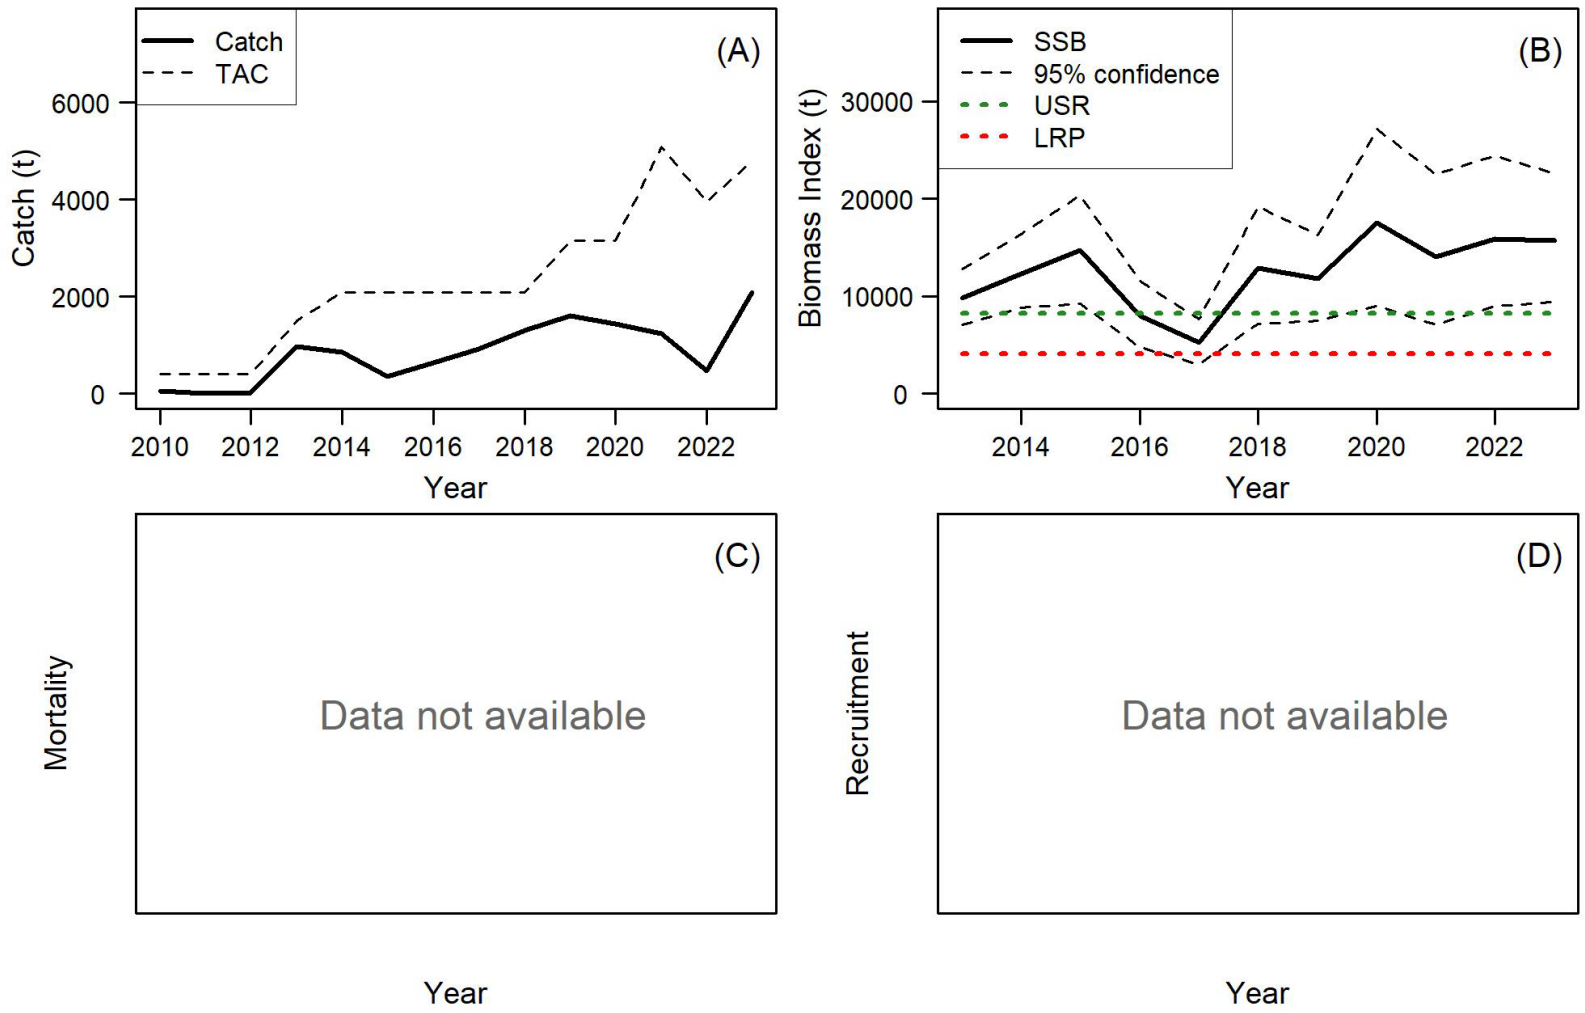 Catch
TAC
(A)
6000
4000
2000
0
Catch (t)
2010 2012 2014 2016 2018 2020 2022
Year
SSB
95% confidence
USR
LRP
(B)
30000
20000
10000
0
Biomass Index (t)
2014 2016 2018 2020 2022
Year
(C)
Mortality
Data not available
Year
(D)
Recruitment
Data not available
Year